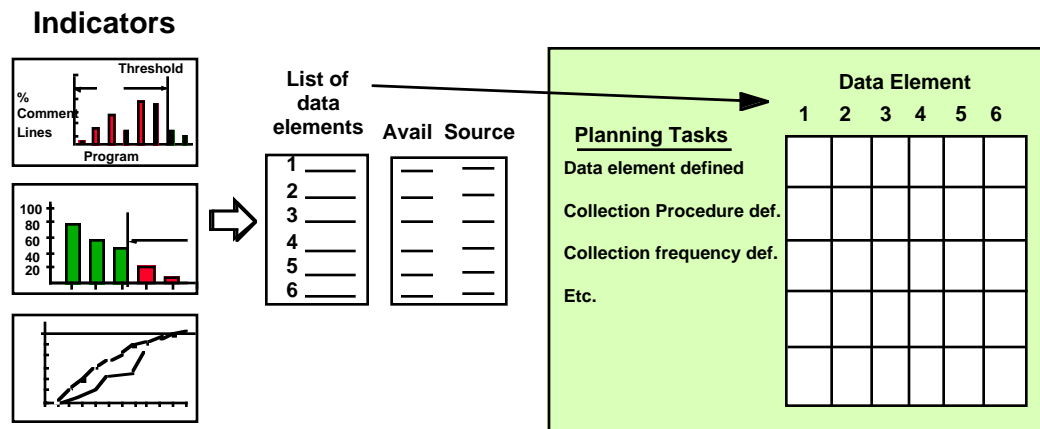 Indicators
Threshold
%
Comment
Lines
Program
100
80
60
40
20
List of
data
elements
Avail Source
1
2
3
4
5
6
Data Element
1 2 3 4 5 6
Planning Tasks
Data element defined
Collection Procedure def.
Collection frequency def.
Etc.